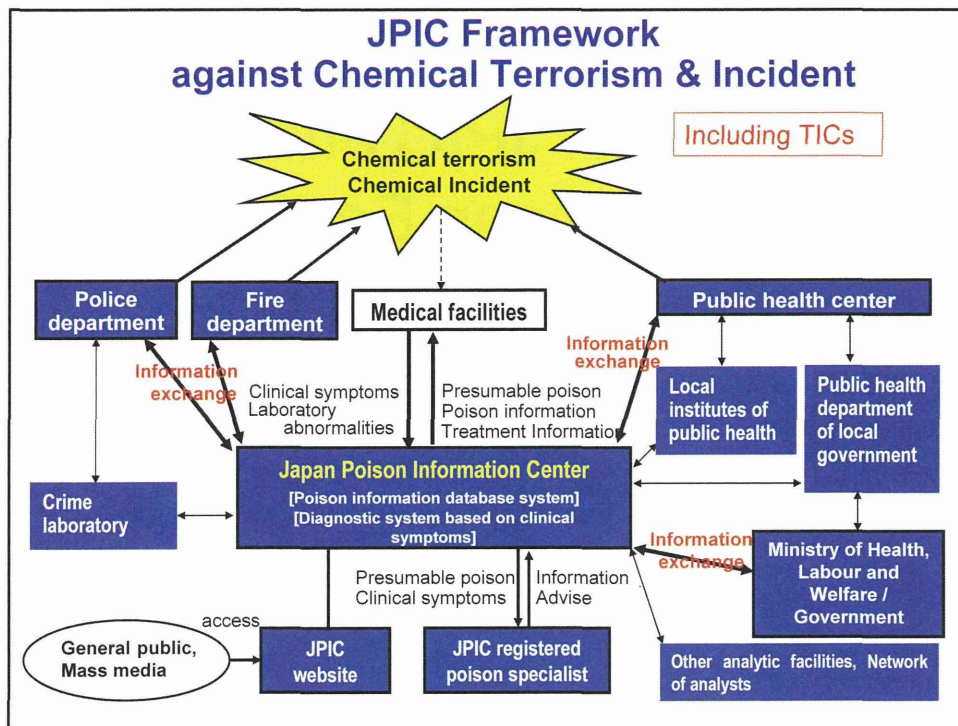 JPIC Framework
against Chemical Terrorism & Incident
Including TICs
Chemical terrorism
Chemical Incident
Police
department
Fire
department
Medical facilities
Public health center
Information
exchange
Information
exchange
Clinical symptoms
Laboratory
abnormalities
Presumable poison
Poison information
Treatment Information
Local
institutes of
public health
Public health
department
of local
government
Japan Poison Information Center
[Poison information database system]
[Diagnostic system based on clinical
symptoms]
Crime
laboratory
Information
exchange
Ministry of Health,
Labour and
Welfare /
Government
Presumable poison
Clinical symptoms
Information
Advise
access
General public,
Mass media
JPIC
website
JPIC registered
poison specialist
Other analytic facilities, Network
of analysts